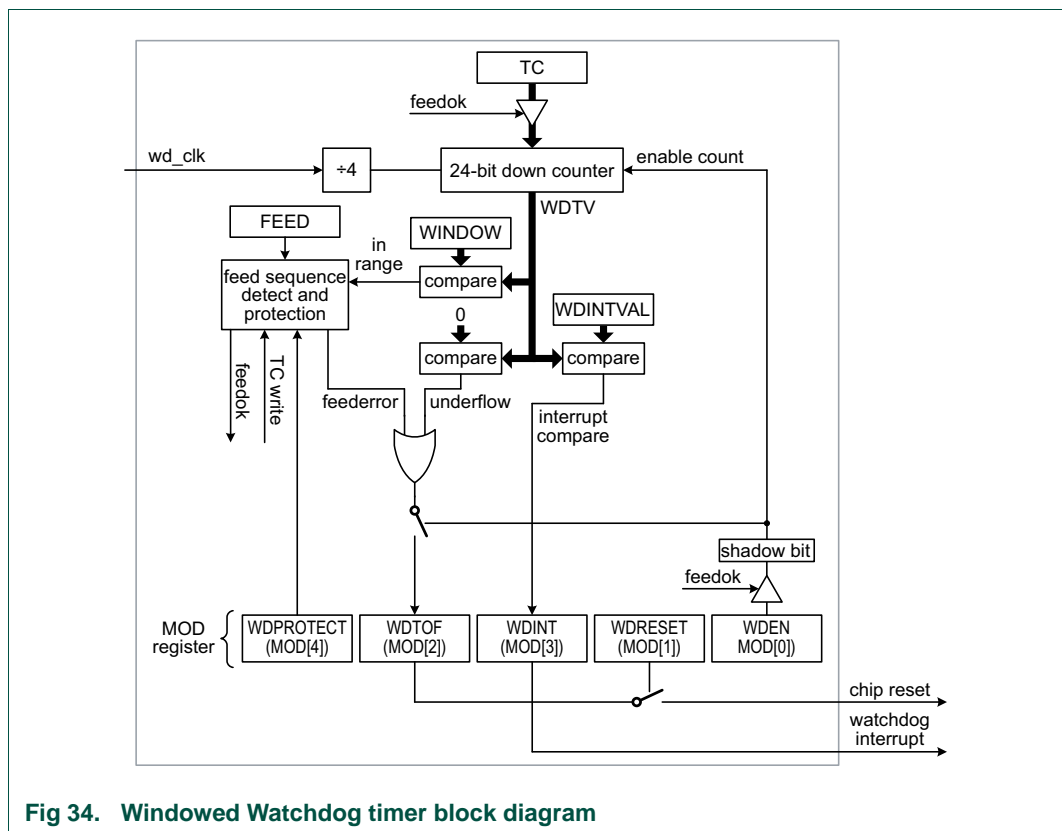 TC
feedok
wd_clk
÷4
24-bit down counter
enable count
WDTV
FEED
WINDOW
in
range
feed sequence
detect and
protection
compare
0
WDINTVAL
compare
compare
feedok
TC write
feederror
underflow
interrupt
compare
shadow bit
feedok
MOD
register
WDPROTECT
(MOD[4])
WDTOF
(MOD[2])
WDINT
(MOD[3])
WDRESET
(MOD[1])
WDEN
MOD[0])
chip reset
watchdog
interrupt
Fig 34. Windowed Watchdog timer block diagram